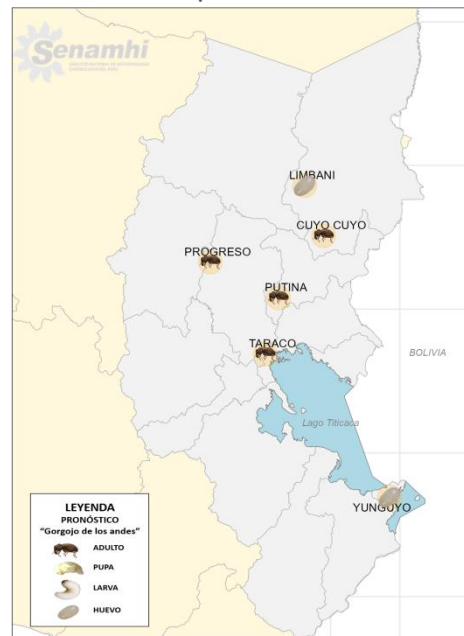 Senamhi
LIMBANI
CUYO CUYO
PROGRESO
PUTINA
TARACO
BOLIVIA
Lago Titicaca
YUNGUYO
LEYENDA
PRONÓSTICO
“Gorgojo de los andes”
ADULTO
PUPA
LARVA
HUEVO